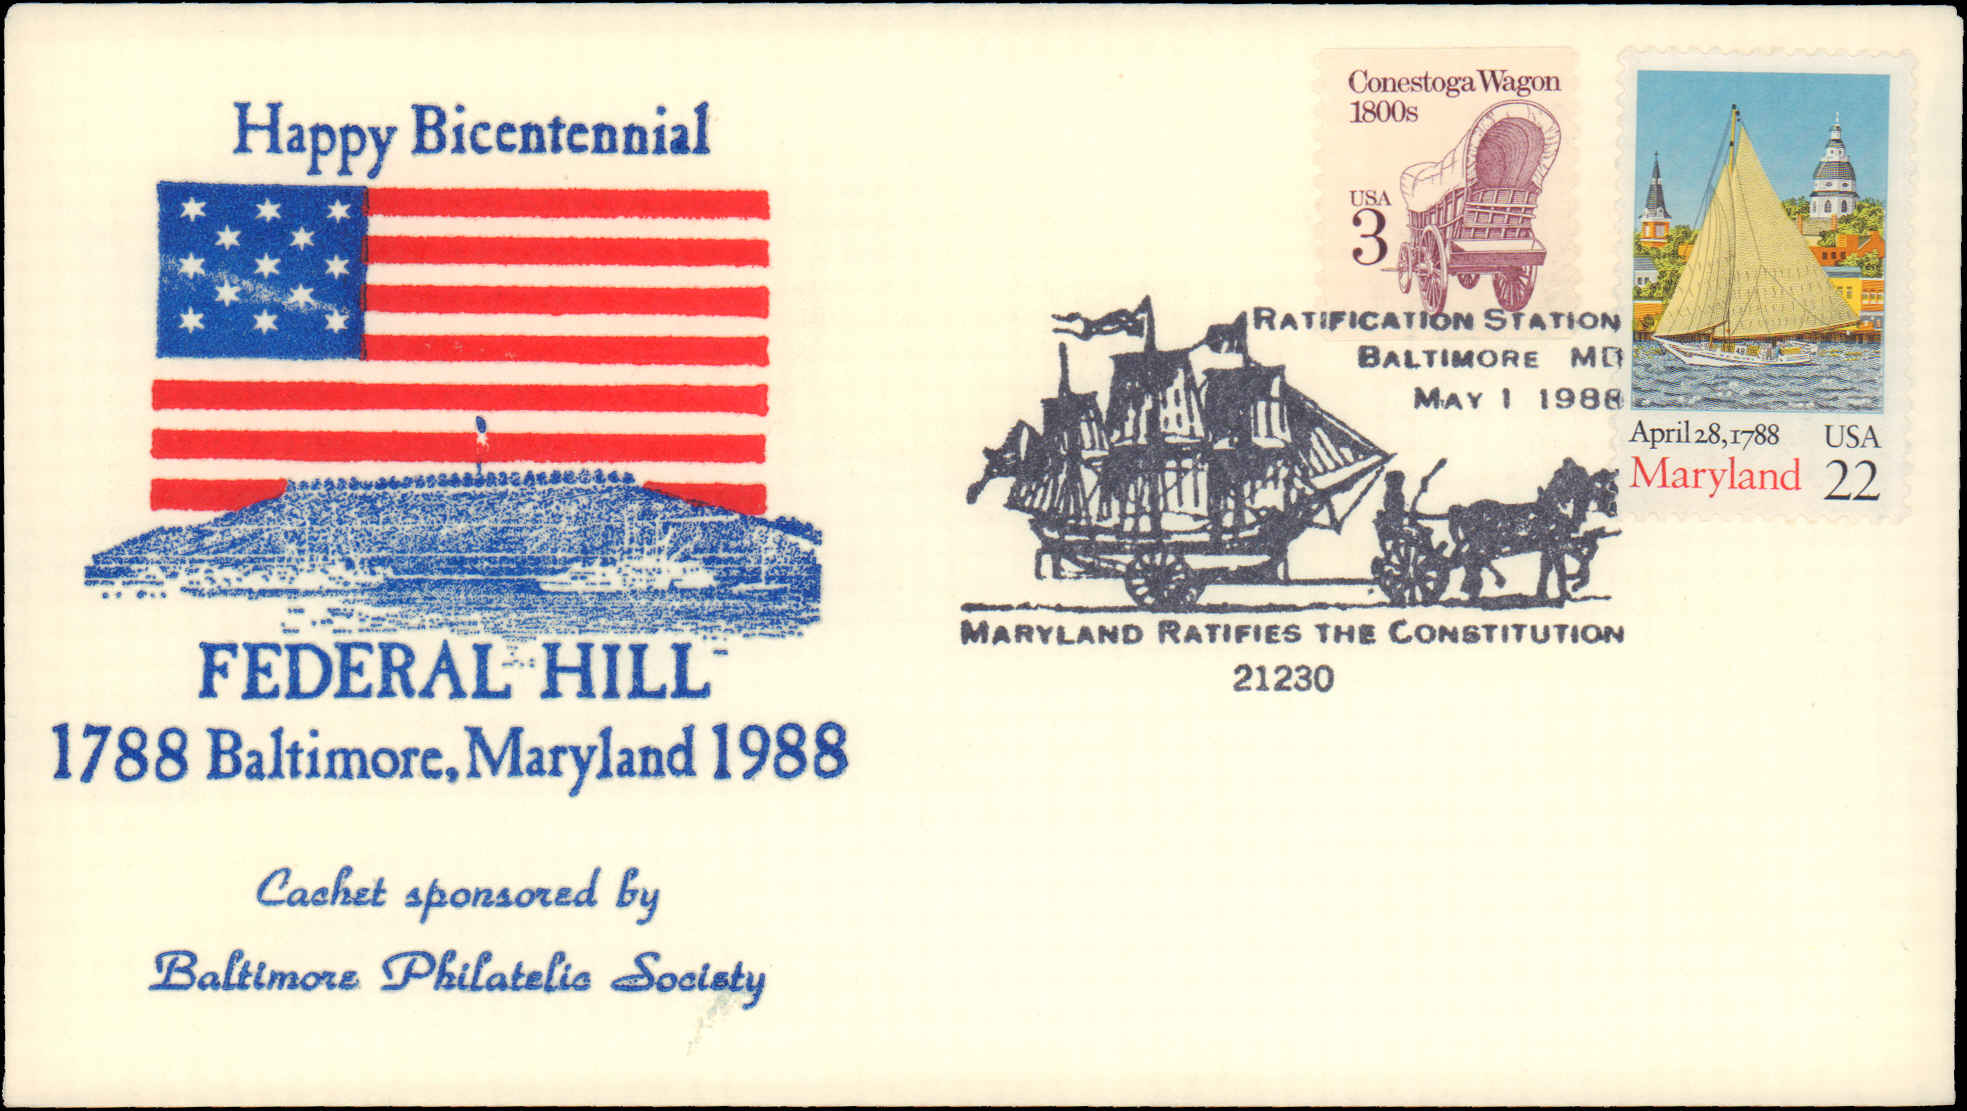 Happy Bicentennial
FEDERAL HILL
1788 Baltimore, Maryland 1988
Cachet sponsored by
Baltimore Philatelic Society
Conestoga Wagon
1800s
USA
3
April 28, 1788 USA
Maryland 22
RATIFICATION STATION
BALTIMORE MD
MAY 1 1988
MARYLAND RATIFIES THE CONSTITUTION
21230